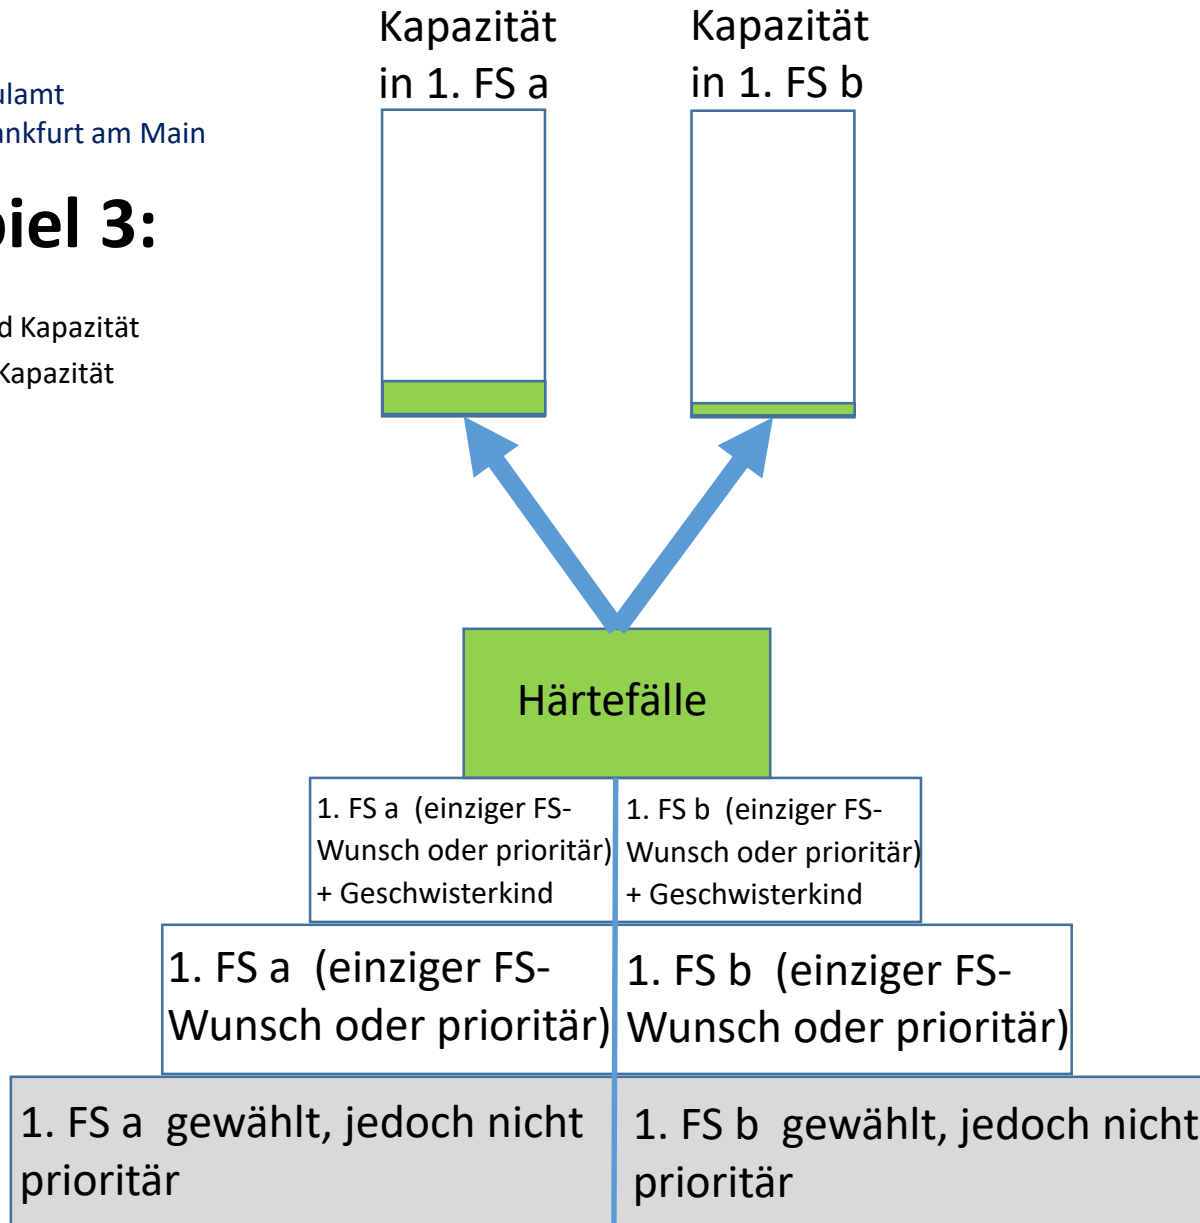 Kapazität
in 1. FS a
Kapazität
in 1. FS b
ulamt
ankfurt am Main
piel 3:
d Kapazität
Kapazität
Härtefälle
1. FS a (einziger FS-
Wunsch oder prioritär)
+ Geschwisterkind
1. FS b (einziger FS-
Wunsch oder prioritär)
+ Geschwisterkind
1. FS a (einziger FS-
Wunsch oder prioritär)
1. FS b (einziger FS-
Wunsch oder prioritär)
1. FS a gewählt, jedoch nicht
prioritär
1. FS b gewählt, jedoch nicht
prioritär